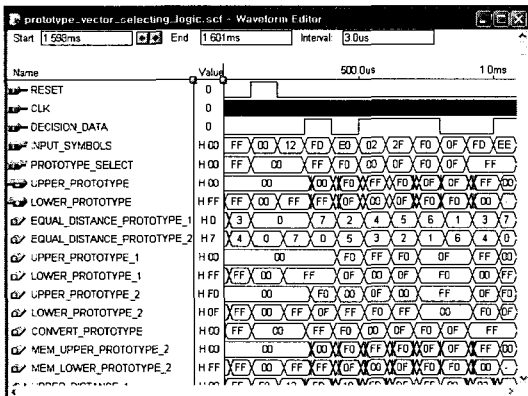 prototype_vector_selecting_logic.scf - Waveform Editor
Start 1.598ms End 1.601ms Interval: 3.0us
Name Value 500.0us 1.0ms
RESET 0
CLK 0
DECISION_DATA 0
INPUT_SYMBOLS H 00 FF 00 12 FD E0 02 2F F0 0F FD EE
PROTOTYPE_SELECT H 00 FF 00 FF F0 00 0F F0 0F FF
UPPER_PROTOTYPE H 00 00 00 F0 FF F0 0F FF 00
LOWER_PROTOTYPE H FF FF 00 FF 0F 00 0F F0 0F 00
EQUAL_DISTANCE_PROTOTYPE_1 H 0 3 0 7 2 4 5 6 1 3 7
EQUAL_DISTANCE_PROTOTYPE_2 H 7 4 0 7 0 5 3 2 1 6 4 0
UPPER_PROTOTYPE_1 H 00 00 F0 FF F0 0F FF
LOWER_PROTOTYPE_1 H FF FF 00 FF 0F 00 0F F0 00 FF
UPPER_PROTOTYPE_2 H F0 00 F0 00 0F 00 FF 0F 00
LOWER_PROTOTYPE_2 H 0F FF 00 FF 0F FF F0 FF 00 F0 0F
CONVERT_PROTOTYPE H 00 FF 00 FF F0 00 0F F0 0F FF
MEM_UPPER_PROTOTYPE_2 H 00 00 00 F0 FF F0 0F FF 00
MEM_LOWER_PROTOTYPE_2 H FF FF 00 FF 0F 00 0F F0 0F 00